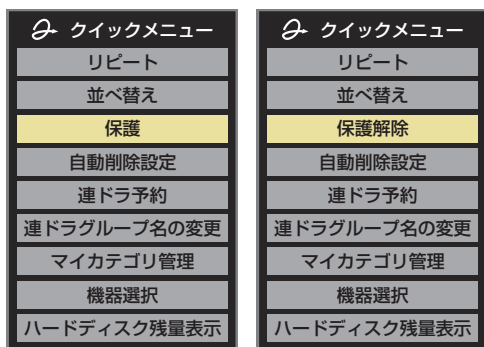 クイックメニュー
リピート
並べ替え
保護
自動削除設定
連ドラ予約
連ドラグループ名の変更
マイカテゴリ管理
機器選択
ハードディスク残量表示
クイックメニュー
リピート
並べ替え
保護解除
自動削除設定
連ドラ予約
連ドラグループ名の変更
マイカテゴリ管理
機器選択
ハードディスク残量表示